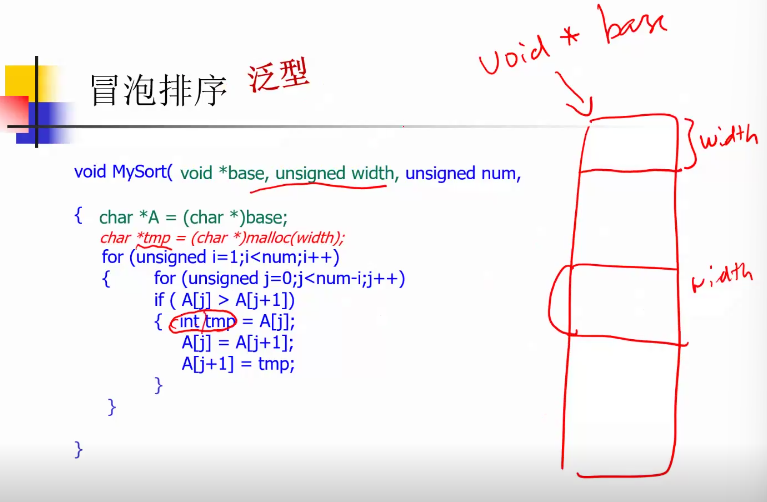 void * base
冒泡排序 泛型
width
void MySort( void *base, unsigned width, unsigned num,
{ char *A = (char *)base;
char *tmp = (char *)malloc(width);
for (unsigned i=1;i<num;i++)
{ for (unsigned j=0;j<num-i;j++)
width
if ( A[j] > A[j+1])
{ int tmp = A[j];
A[j] = A[j+1];
A[j+1] = tmp;
}
}
}